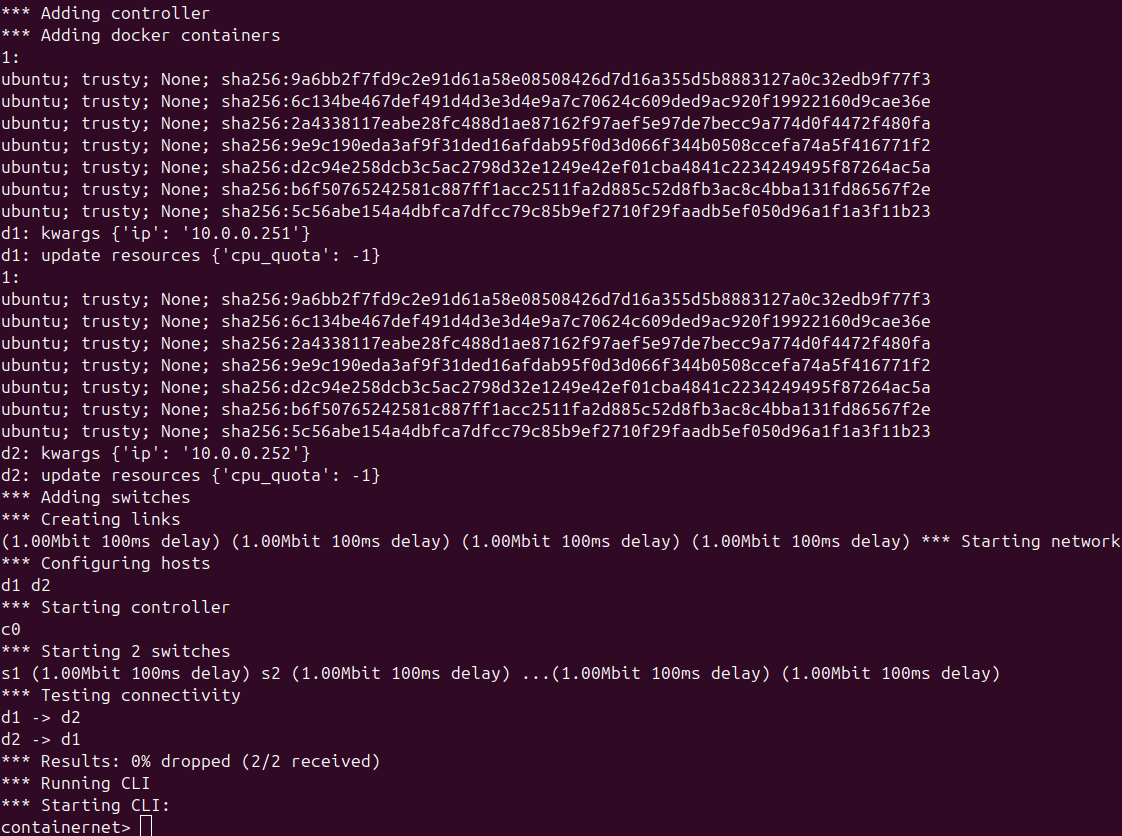 *** Adding controller
*** Adding docker containers
1:
ubuntu; trusty; None; sha256:9a6bb2f7fd9c2e91d61a58e08508426d7d16a355d5b8883127a0c32edb9f77f3
ubuntu; trusty; None; sha256:6c134be467def491d4d3e3d4e9a7c70624c609ded9ac920f19922160d9cae36e
ubuntu; trusty; None; sha256:2a4338117eabe28fc488d1ae87162f97aef5e97de7becc9a774d0f4472f480fa
ubuntu; trusty; None; sha256:9e9c190eda3af9f31ded16afdab95f0d3d066f344b0508ccefa74a5f416771f2
ubuntu; trusty; None; sha256:d2c94e258dcb3c5ac2798d32e1249e42ef01cba4841c2234249495f87264ac5a
ubuntu; trusty; None; sha256:b6f50765242581c887ff1acc2511fa2d885c52d8fb3ac8c4bba131fd86567f2e
ubuntu; trusty; None; sha256:5c56abe154a4dbfca7dfcc79c85b9ef2710f29faadb5ef050d96a1f1a3f11b23
d1: kwargs {'ip': '10.0.0.251'}
d1: update resources {'cpu_quota': -1}
1:
ubuntu; trusty; None; sha256:9a6bb2f7fd9c2e91d61a58e08508426d7d16a355d5b8883127a0c32edb9f77f3
ubuntu; trusty; None; sha256:6c134be467def491d4d3e3d4e9a7c70624c609ded9ac920f19922160d9cae36e
ubuntu; trusty; None; sha256:2a4338117eabe28fc488d1ae87162f97aef5e97de7becc9a774d0f4472f480fa
ubuntu; trusty; None; sha256:9e9c190eda3af9f31ded16afdab95f0d3d066f344b0508ccefa74a5f416771f2
ubuntu; trusty; None; sha256:d2c94e258dcb3c5ac2798d32e1249e42ef01cba4841c2234249495f87264ac5a
ubuntu; trusty; None; sha256:b6f50765242581c887ff1acc2511fa2d885c52d8fb3ac8c4bba131fd86567f2e
ubuntu; trusty; None; sha256:5c56abe154a4dbfca7dfcc79c85b9ef2710f29faadb5ef050d96a1f1a3f11b23
d2: kwargs {'ip': '10.0.0.252'}
d2: update resources {'cpu_quota': -1}
*** Adding switches
*** Creating links
(1.00Mbit 100ms delay) (1.00Mbit 100ms delay) (1.00Mbit 100ms delay) (1.00Mbit 100ms delay) *** Starting network
*** Configuring hosts
d1 d2
*** Starting controller
c0
*** Starting 2 switches
s1 (1.00Mbit 100ms delay) s2 (1.00Mbit 100ms delay) ...(1.00Mbit 100ms delay) (1.00Mbit 100ms delay)
*** Testing connectivity
d1 -> d2
d2 -> d1
*** Results: 0% dropped (2/2 received)
*** Running CLI
*** Starting CLI:
containernet>